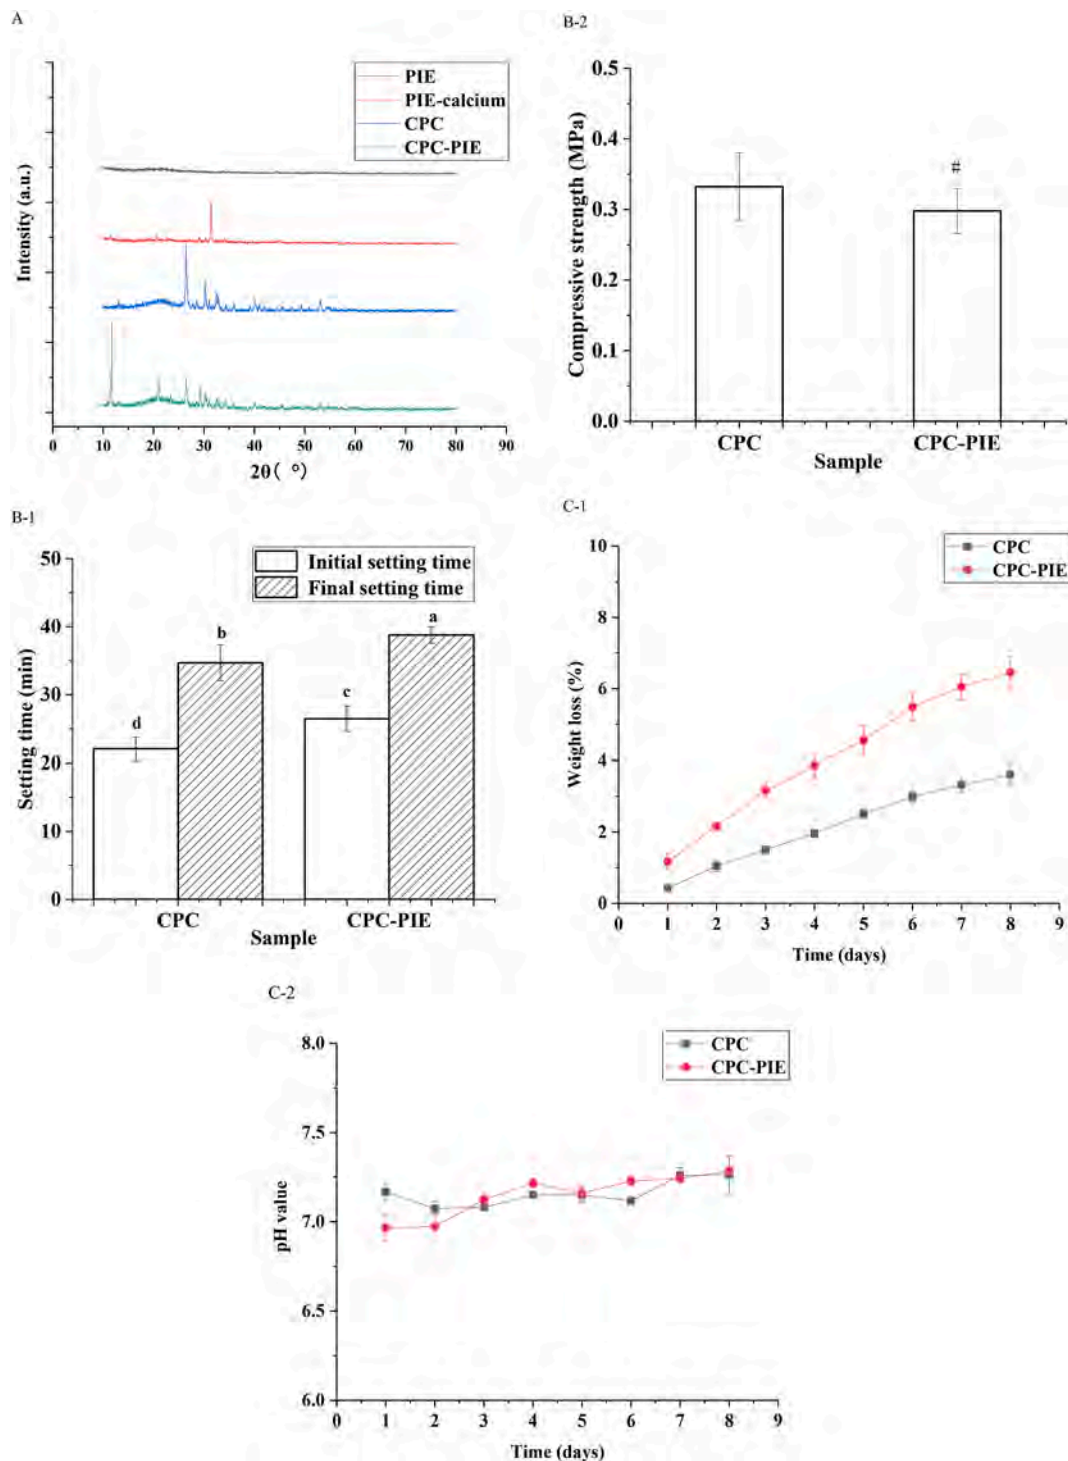 A
PIE
PIE-calcium
CPC
CPC-PIE
Intensity (a.u.)
0 10 20 30 40 50 60 70 80 90
2θ( °)
B-2
0.5
0.4
0.3
0.2
0.1
0.0
Compressive strength (MPa)
#
CPC CPC-PIE
Sample
B-1
Initial setting time
Final setting time
50
40
30
20
10
0
Setting time (min)
d b c a
CPC CPC-PIE
Sample
C-1
CPC
CPC-PIE
10
8
6
4
2
0
Weight loss (%)
0 1 2 3 4 5 6 7 8 9
Time (days)
C-2
CPC
CPC-PIE
8.0
7.5
7.0
6.5
6.0
pH value
0 1 2 3 4 5 6 7 8 9
Time (days)